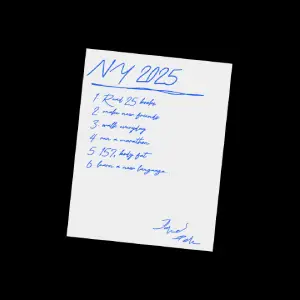 NY 2025
1 Read 25 books
2 make new friends
3 walk everyday
4 run a marathon
5 15% body fat
6 learn a new language